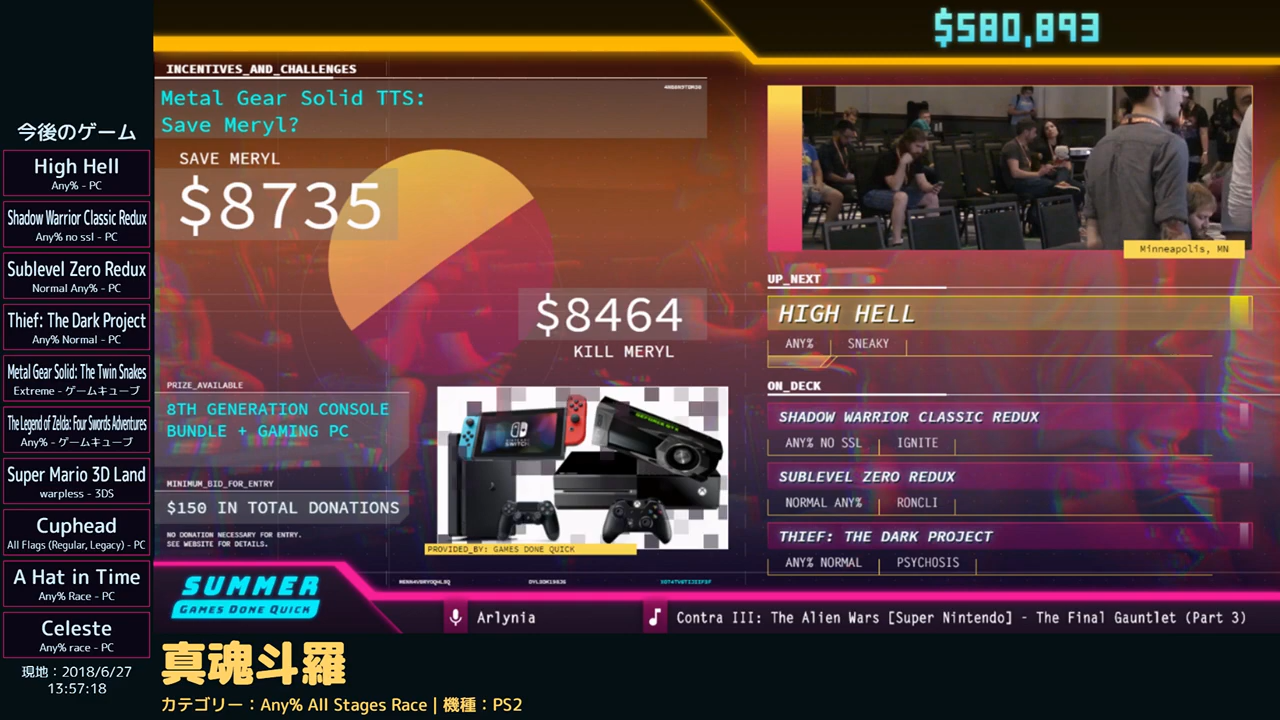 今後のゲーム
High Hell
Any% - PC
Shadow Warrior Classic Redux
Any% no ssl - PC
Sublevel Zero Redux
Normal Any% - PC
Thief: The Dark Project
Any% Normal - PC
Metal Gear Solid: The Twin Snakes
Extreme - ゲームキューブ
The Legend of Zelda: Four Swords Adventures
Any% - ゲームキューブ
Super Mario 3D Land
warpless - 3DS
Cuphead
All Flags (Regular, Legacy) - PC
A Hat in Time
Any% Race - PC
Celeste
Any% race - PC
現地：2018/6/27
13:57:18
$580,893
INCENTIVES_AND_CHALLENGES
Metal Gear Solid TTS:
Save Meryl?
SAVE MERYL
$8735
$8464
KILL MERYL
PRIZE_AVAILABLE
8TH GENERATION CONSOLE
BUNDLE + GAMING PC
MINIMUM_BID_FOR_ENTRY
$150 IN TOTAL DONATIONS
NO DONATION NECESSARY FOR ENTRY.
SEE WEBSITE FOR DETAILS.
NINTENDO
SWITCH
GEFORCE GTX
PROVIDED_BY: GAMES DONE QUICK
Minneapolis, MN
UP_NEXT
HIGH HELL
ANY%
SNEAKY
ON_DECK
SHADOW WARRIOR CLASSIC REDUX
ANY% NO SSL
IGNITE
SUBLEVEL ZERO REDUX
NORMAL ANY%
RONCLI
THIEF: THE DARK PROJECT
ANY% NORMAL
PSYCHOSIS
SUMMER
GAMES DONE QUICK
Arlynia
Contra III: The Alien Wars [Super Nintendo] - The Final Gauntlet (Part 3)
真魂斗羅
カテゴリー：Any% All Stages Race | 機種：PS2